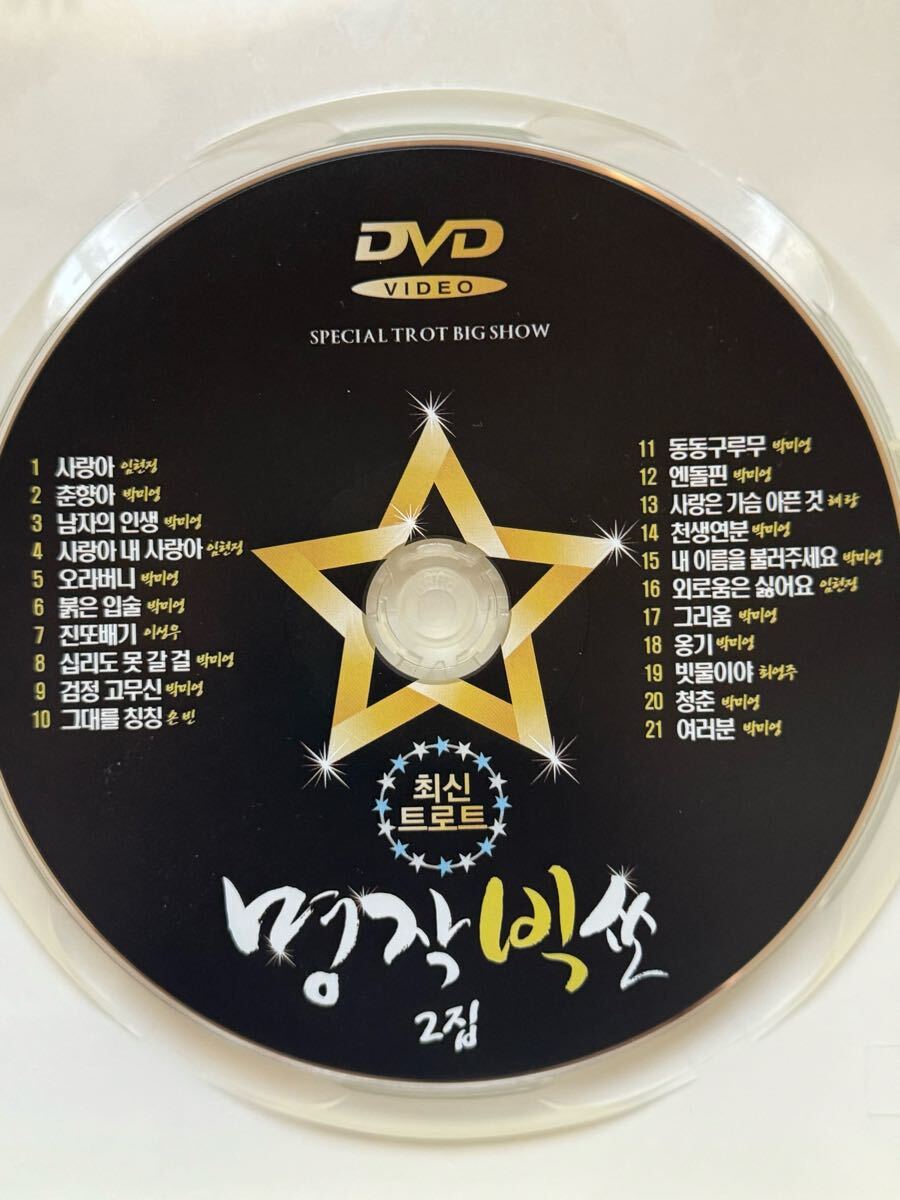 DVD
VIDEO
SPECIAL TROT BIG SHOW
1 사랑아 임현정
2 춘향아 박미영
3 남자의 인생 박미영
4 사랑아 내 사랑아 임현정
5 오라버니 박미영
6 붉은 입술 박미영
7 진또배기 이성우
8 십리도 못 갈 걸 박미영
9 검정 고무신 박미영
10 그대를 칭칭 손빈
11 동동구루무 박미영
12 엔돌핀 박미영
13 사랑은 가슴 아픈 것 혜랑
14 천생연분 박미영
15 내 이름을 불러주세요 박미영
16 외로움은 싫어요 임현정
17 그리움 박미영
18 옹기 박미영
19 빗물이야 최영주
20 청춘 박미영
21 여러분 박미영
최신
트로트
명작 빅쑈
2집